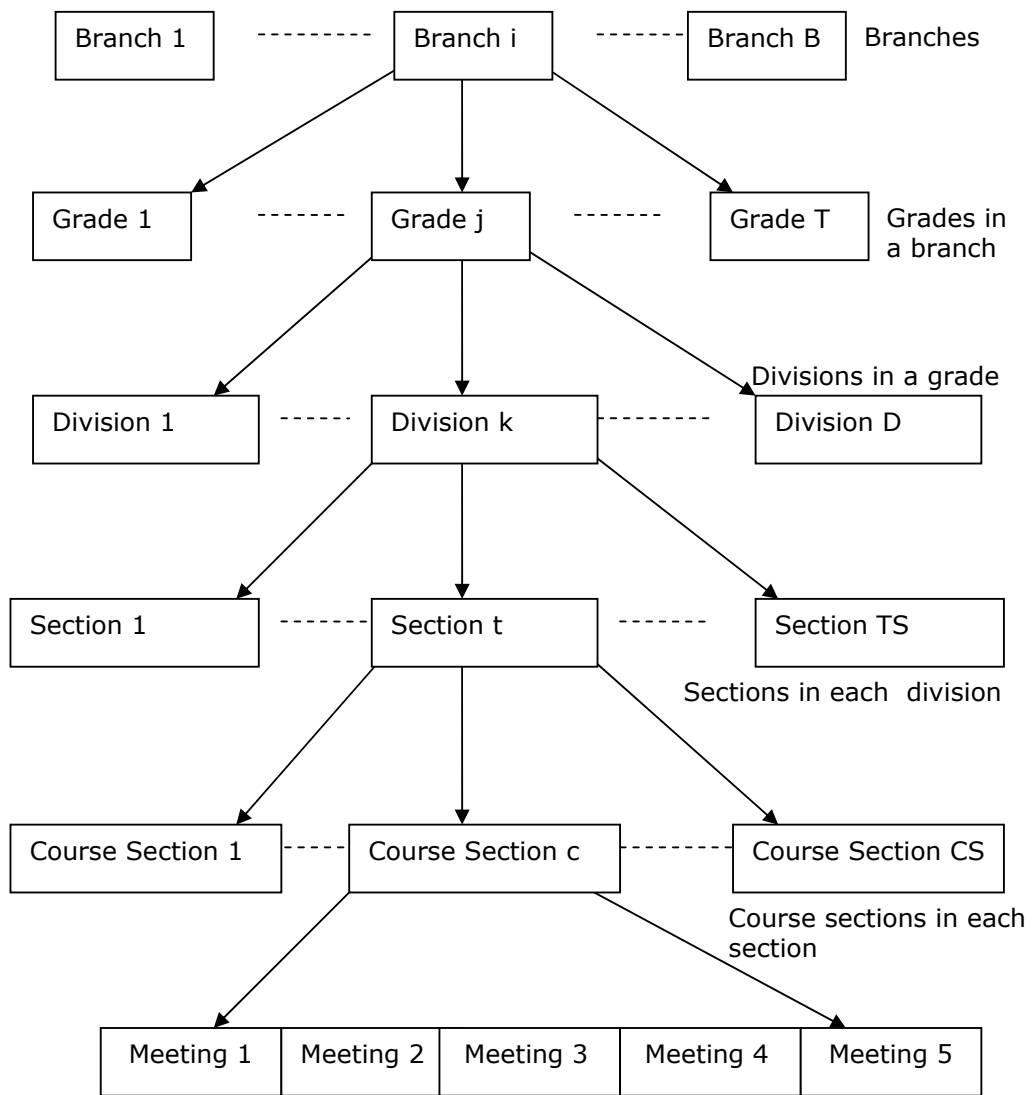 Branch 1
Branch i
Branch B
Branches
Grade 1
Grade j
Grade T
Grades in
a branch
Divisions in a grade
Division 1
Division k
Division D
Section 1
Section t
Section TS
Sections in each  division
Course Section 1
Course Section c
Course Section CS
Course sections in each
section
Meeting 1
Meeting 2
Meeting 3
Meeting 4
Meeting 5